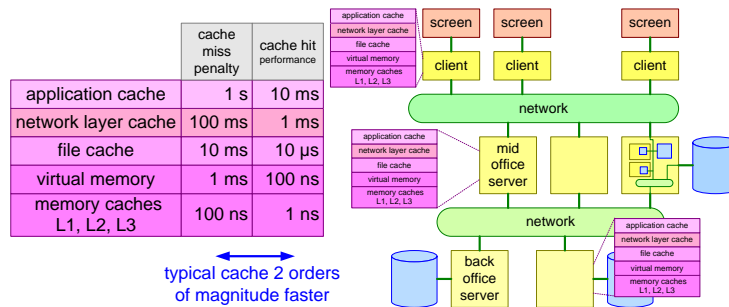 cache
miss
penalty
cache hit
performance
application cache 1 s 10 ms
network layer cache 100 ms 1 ms
file cache 10 ms 10 µs
virtual memory 1 ms 100 ns
memory caches
L1, L2, L3
100 ns 1 ns
typical cache 2 orders
of magnitude faster
application cache
network layer cache
file cache
virtual memory
memory caches
L1, L2, L3
screen screen screen
client client client
network
application cache
network layer cache
file cache
virtual memory
memory caches
L1, L2, L3
mid
office
server
network
back
office
server
application cache
network layer cache
file cache
virtual memory
memory caches
L1, L2, L3